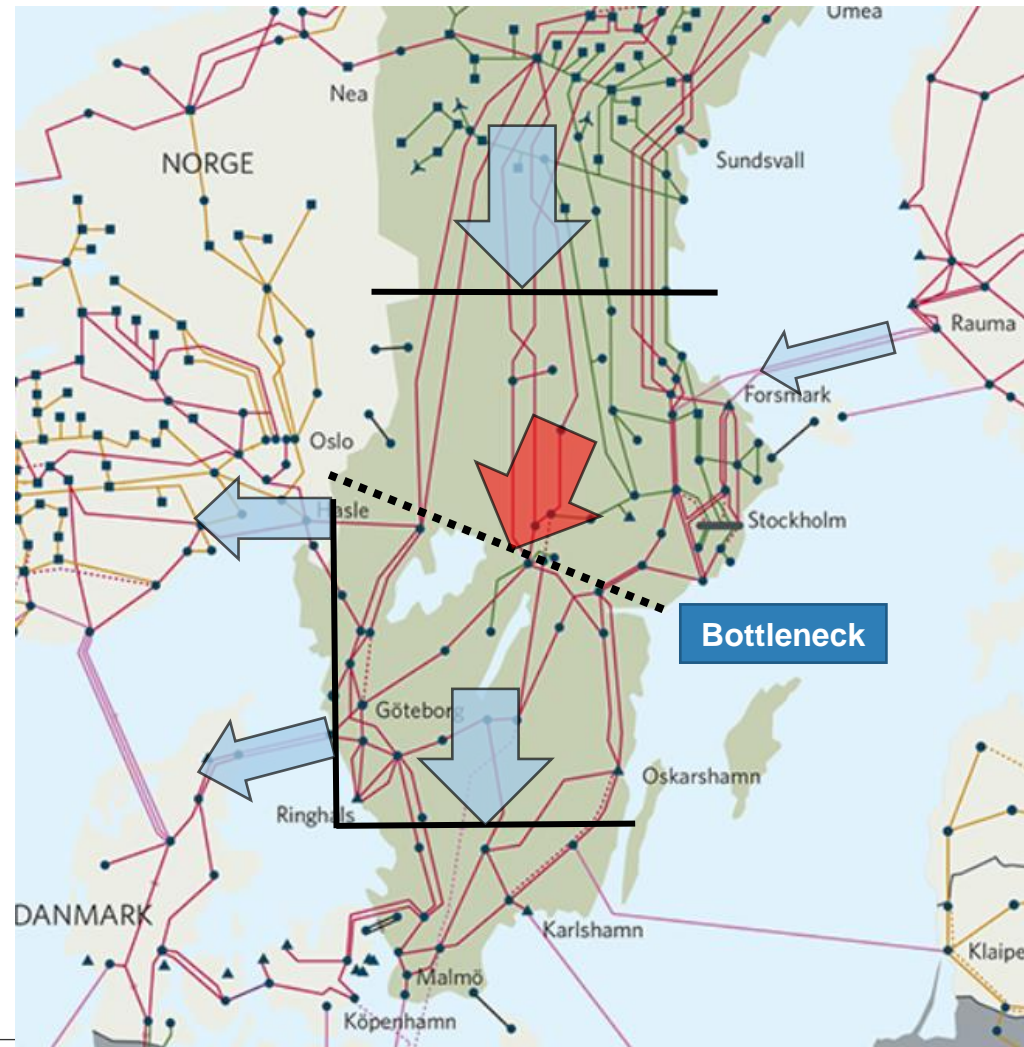 Umea
Nea
NORGE
Sundsvall
Rauma
Forsmark
Oslo
Hasle
Stockholm
Bottleneck
Göteborg
Oskarshamn
Ringhals
DANMARK
Karlshamn
Klaipe
Malmö
Köpenhamn